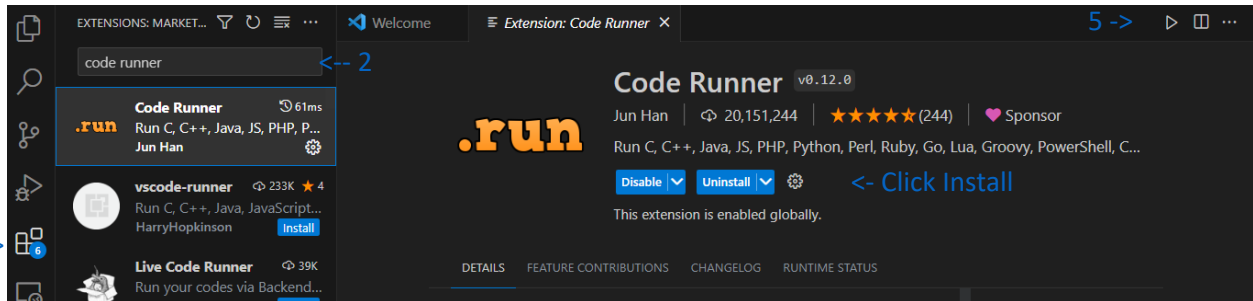 EXTENSIONS: MARKET...
code runner
<-- 2
Code Runner 61ms
.run
Run C, C++, Java, JS, PHP, P...
Jun Han
vscode-runner 233K ★ 4
Run C, C++, Java, JavaScript...
HarryHopkinson Install
Live Code Runner 39K
Run your codes via Backend...
6
Welcome
Extension: Code Runner
5 ->
.run
Code Runner v0.12.0
Jun Han 20,151,244 (244) Sponsor
Run C, C++, Java, JS, PHP, Python, Perl, Ruby, Go, Lua, Groovy, PowerShell, C...
Disable Uninstall <- Click Install
This extension is enabled globally.
DETAILS FEATURE CONTRIBUTIONS CHANGELOG RUNTIME STATUS